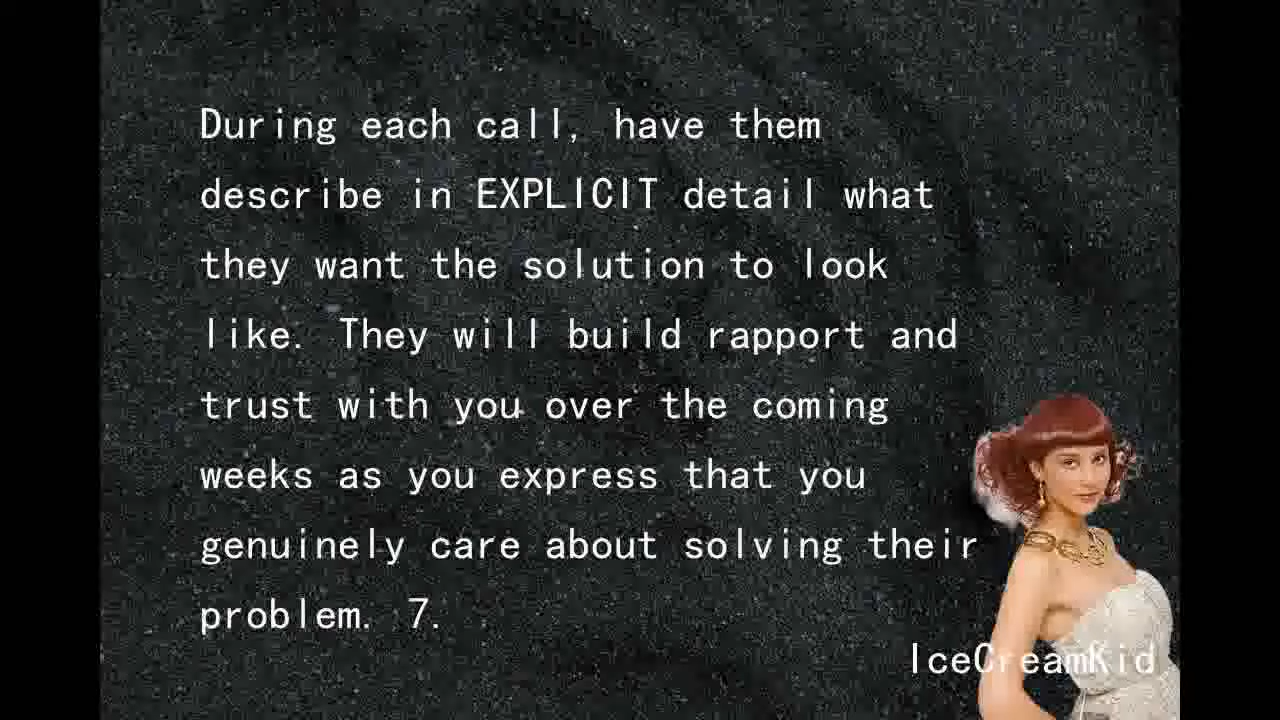 During each call, have them
describe in EXPLICIT detail what
they want the solution to look
like. They will build rapport and
trust with you over the coming
weeks as you express that you
genuinely care about solving their
problem. 7.
IceCreamKid